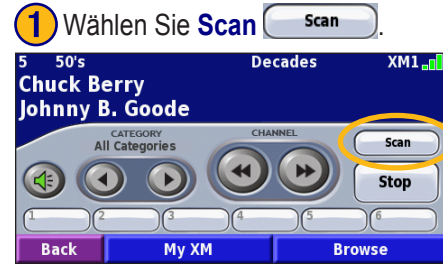 1 Wählen Sie Scan Scan.
5 50's Decades XM1
Chuck Berry
Johnny B. Goode
CATEGORY CHANNEL
All Categories Scan
Stop
1 2 3 4 5 6
Back My XM Browse